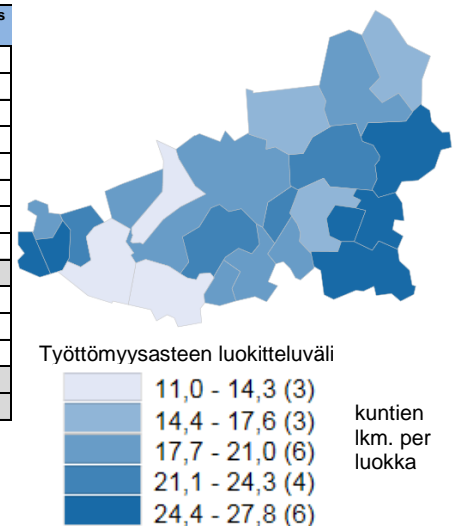 s
Työttömyysasteen luokitteluväli
11,0 - 14,3 (3)
14,4 - 17,6 (3)
17,7 - 21,0 (6)
21,1 - 24,3 (4)
24,4 - 27,8 (6)
kuntien
lkm. per
luokka